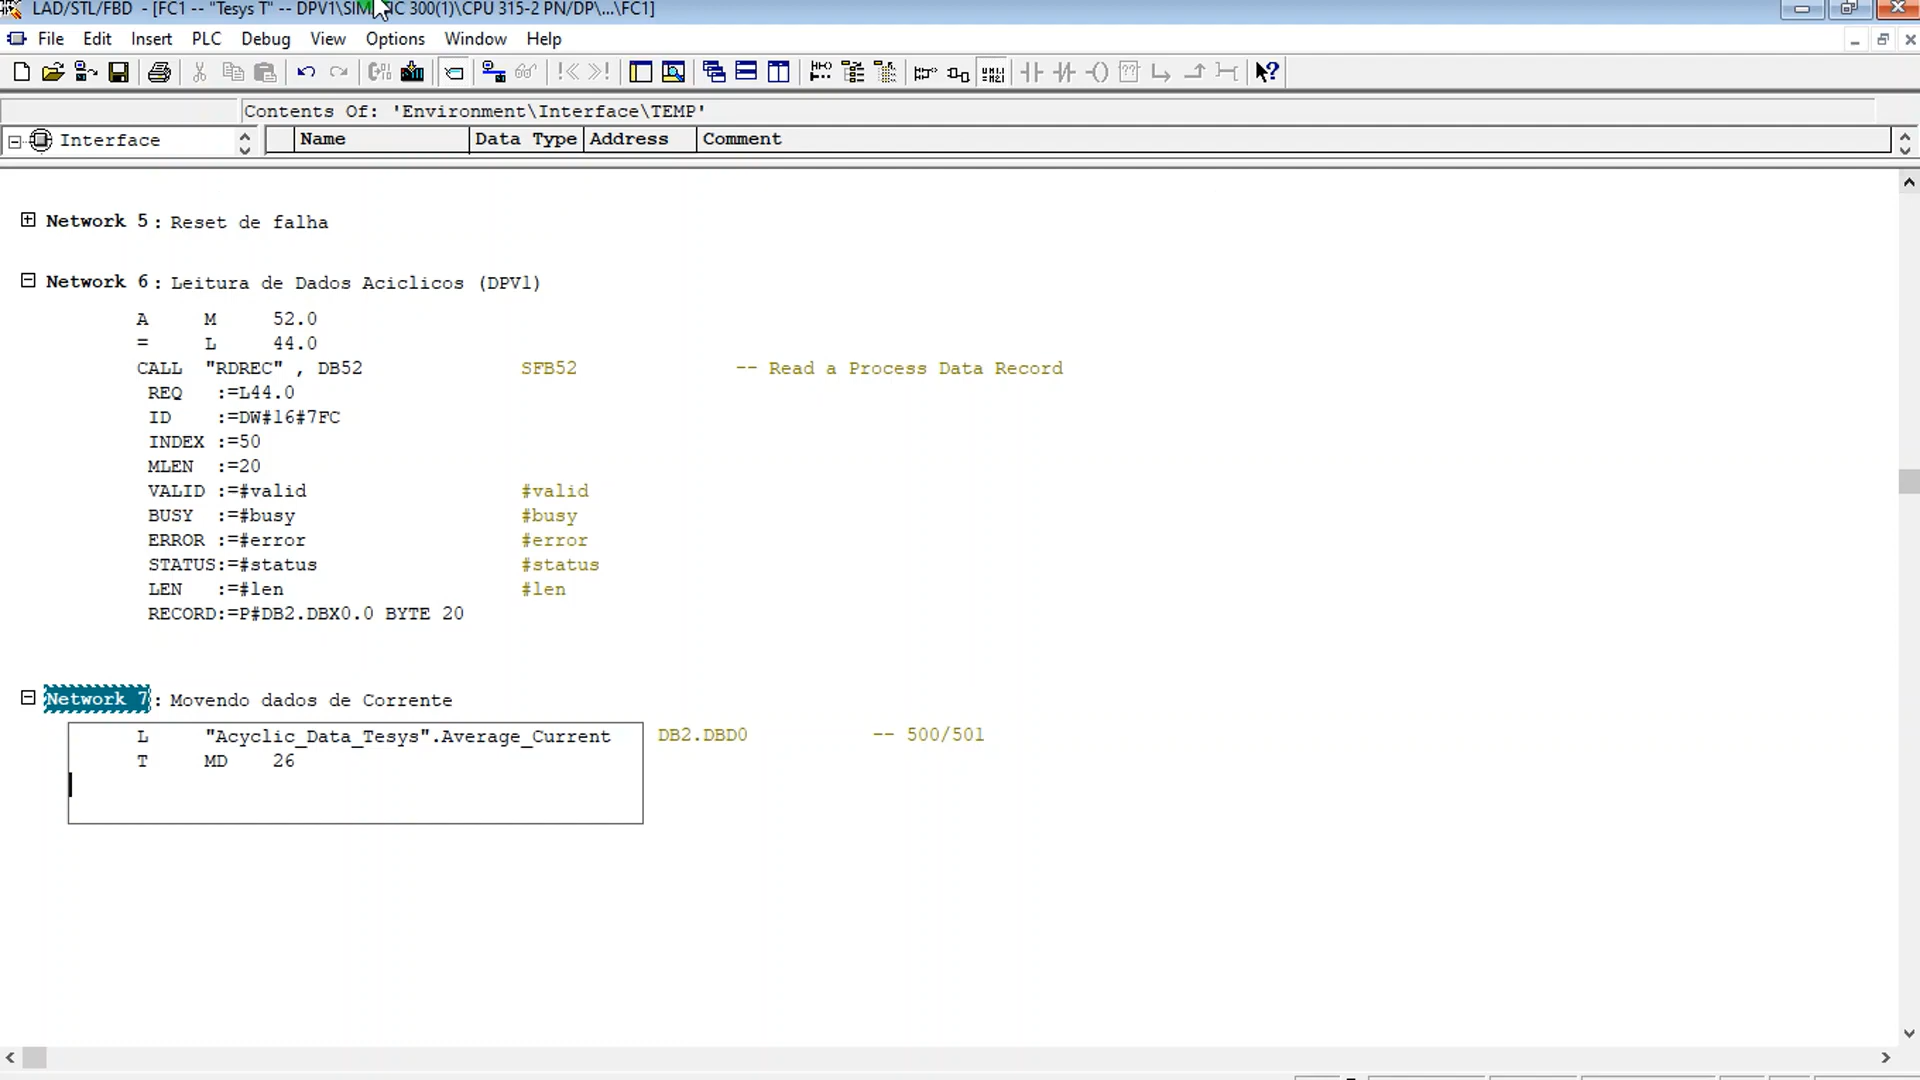 LAD/STL/FBD - [FC1 -- "Tesys T" -- DPV1\SIMATIC 300(1)\CPU 315-2 PN/DP\...\FC1]
File Edit Insert PLC Debug View Options Window Help
Contents Of: 'Environment\Interface\TEMP'
Interface Name Data Type Address Comment
Network 5 : Reset de falha
Network 6 : Leitura de Dados Aciclicos (DPV1)
A M 52.0
= L 44.0
CALL "RDREC" , DB52 SFB52 -- Read a Process Data Record
REQ :=L44.0
ID :=DW#16#7FC
INDEX :=50
MLEN :=20
VALID :=#valid #valid
BUSY :=#busy #busy
ERROR :=#error #error
STATUS:=#status #status
LEN :=#len #len
RECORD:=P#DB2.DBX0.0 BYTE 20
Network 7 : Movendo dados de Corrente
L "Acyclic_Data_Tesys".Average_Current DB2.DBD0 -- 500/501
T MD 26